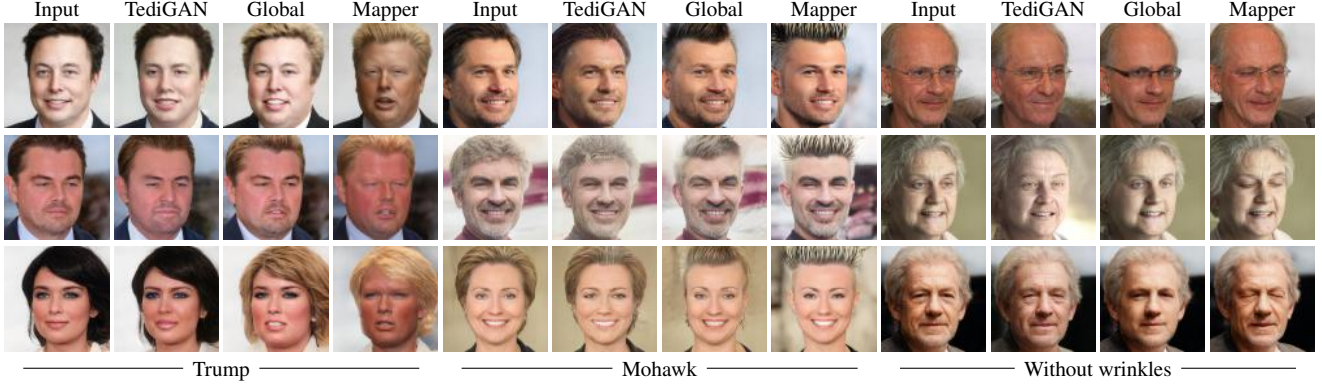 Input TediGAN Global Mapper Input TediGAN Global Mapper Input TediGAN Global Mapper
Trump Mohawk Without wrinkles